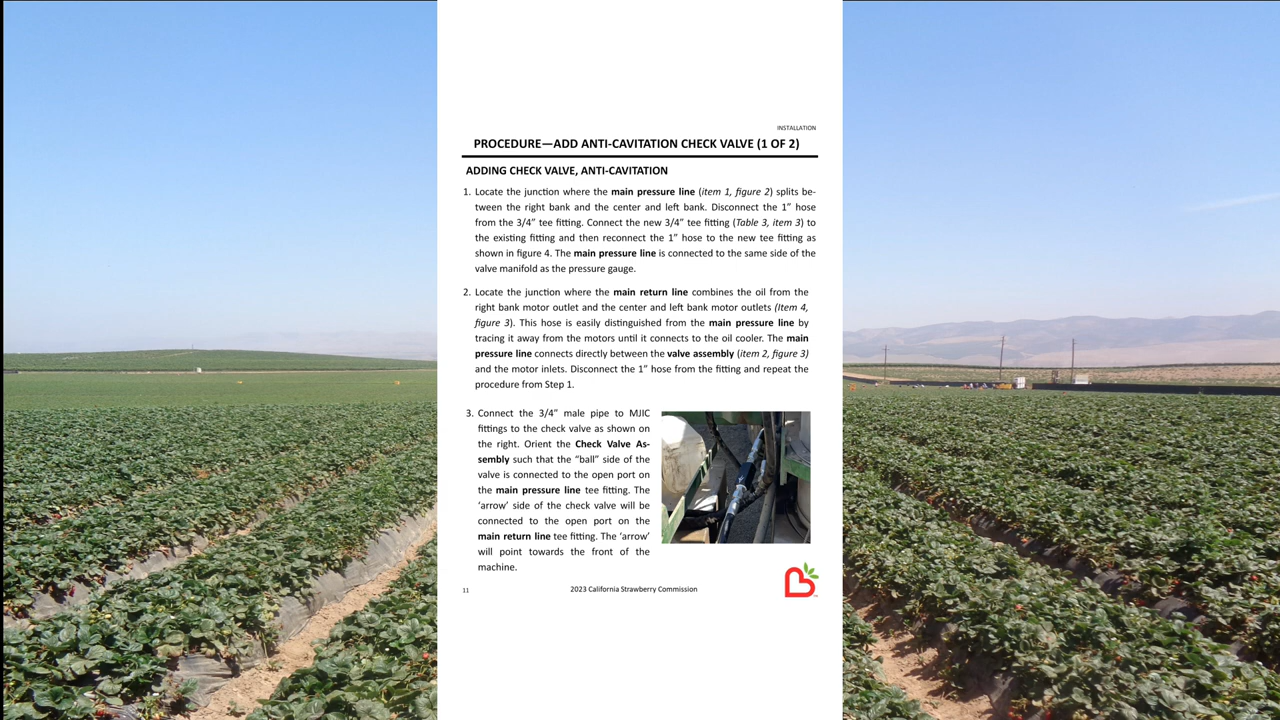 INSTALLATION
PROCEDURE—ADD ANTI-CAVITATION CHECK VALVE (1 OF 2)
ADDING CHECK VALVE, ANTI-CAVITATION
1. Locate the junction where the main pressure line (item 1, figure 2) splits be-
tween the right bank and the center and left bank. Disconnect the 1” hose
from the 3/4” tee fitting. Connect the new 3/4” tee fitting (Table 3, item 3) to
the existing fitting and then reconnect the 1” hose to the new tee fitting as
shown in figure 4. The main pressure line is connected to the same side of the
valve manifold as the pressure gauge.
2. Locate the junction where the main return line combines the oil from the
right bank motor outlet and the center and left bank motor outlets (Item 4,
figure 3). This hose is easily distinguished from the main pressure line by
tracing it away from the motors until it connects to the oil cooler. The main
pressure line connects directly between the valve assembly (item 2, figure 3)
and the motor inlets. Disconnect the 1” hose from the fitting and repeat the
procedure from Step 1.
3. Connect the 3/4” male pipe to MJIC
fittings to the check valve as shown on
the right. Orient the Check Valve As-
sembly such that the “ball” side of the
valve is connected to the open port on
the main pressure line tee fitting. The
‘arrow’ side of the check valve will be
connected to the open port on the
main return line tee fitting. The ‘arrow’
will point towards the front of the
machine.
11
2023 California Strawberry Commission